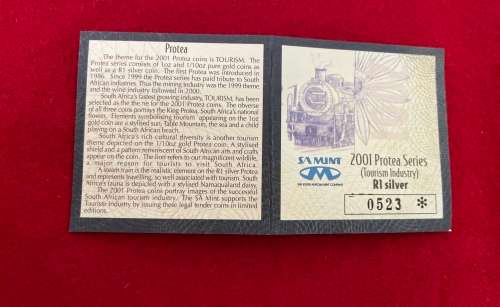 Protea
The theme for the 2001 Protea coins is TOURISM. The
Protea series consists of 1oz and 1/10oz pure gold coins as
well as a R1 silver coin. The first Protea was introduced in
1986. Since 1999 the Protea series has paid tribute to South
African industries. Thus the mining industry was the 1999 theme
and the wine industry followed in 2000.
South Africa's fastest growing industry, TOURISM, has been
selected as the theme for the 2001 Protea coins. The obverse
of all three coins portrays the King Protea, South Africa's national
flower. Elements symbolising tourism appearing on the 1oz
gold coin are a stylised sun, Table Mountain, the sea and a child
playing on a South African beach.
South Africa's rich cultural diversity is another tourism
theme depicted on the 1/10oz gold Protea coin. A stylised
shield and a pattern reminiscent of South African arts and crafts
appear on the coin. The lion refers to our magnificent wildlife,
a major reason for tourists to visit South Africa.
A steam train is the realistic element on the R1 silver Protea
and represents travelling, so well associated with tourism. South
Africa's fauna is depicted with a stylised Namaqualand daisy.
The 2001 Protea coins portray images of the successful
South African tourism industry. The SA Mint supports the
Tourism Industry by issuing these legal tender coins in limited
editions.
SA MINT
THE SOUTH AFRICAN MINT COMPANY
2001 Protea Series
(Tourism Industry)
R1 silver
0523 *